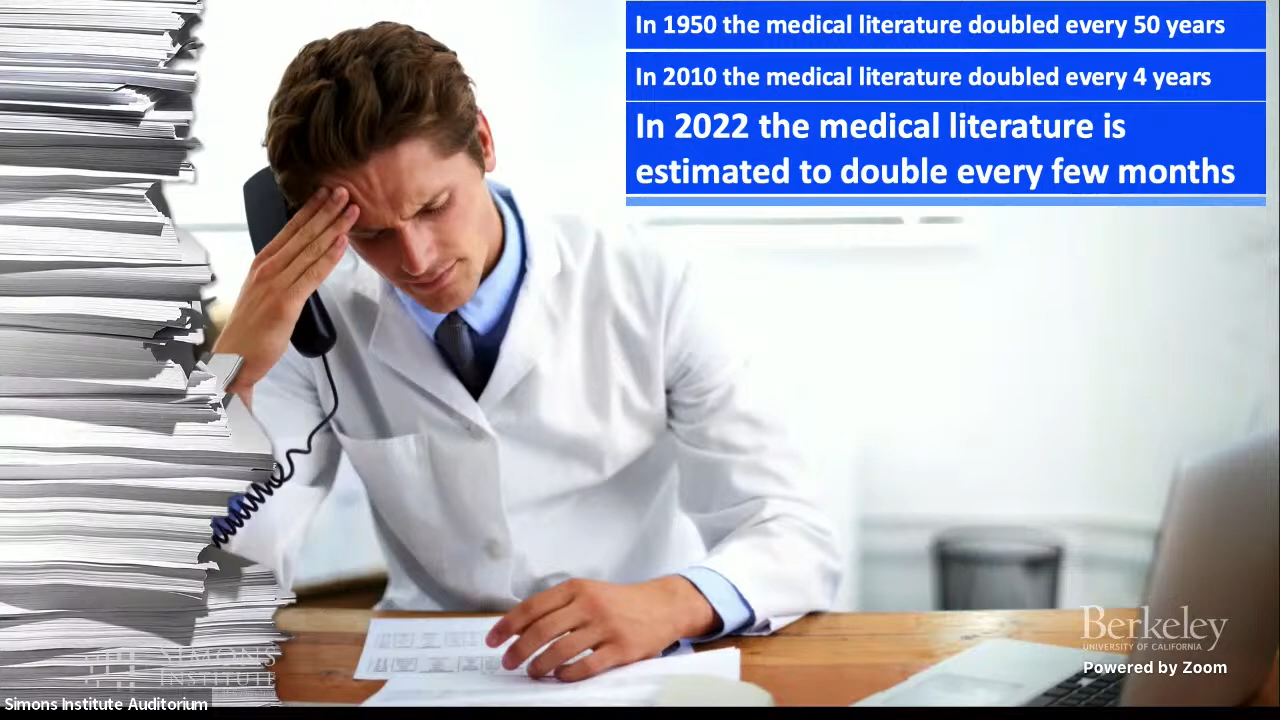 In 1950 the medical literature doubled every 50 years
In 2010 the medical literature doubled every 4 years
In 2022 the medical literature is
estimated to double every few months
Berkeley
UNIVERSITY OF CALIFORNIA
Powered by Zoom
SIMONS
INSTITUTE
Simons Institute Auditorium